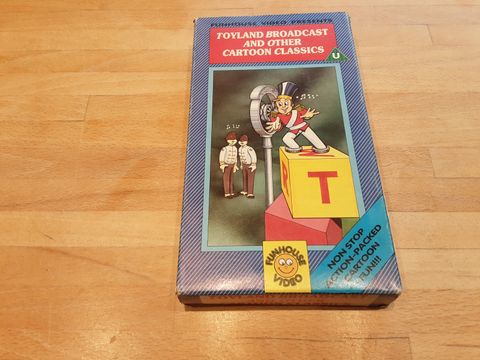 FUNHOUSE VIDEO PRESENTS
TOYLAND BROADCAST
AND OTHER
CARTOON CLASSICS
U
T
FUNHOUSE
VIDEO
NON STOP
ACTION-PACKED
CARTOON
FUN!!!